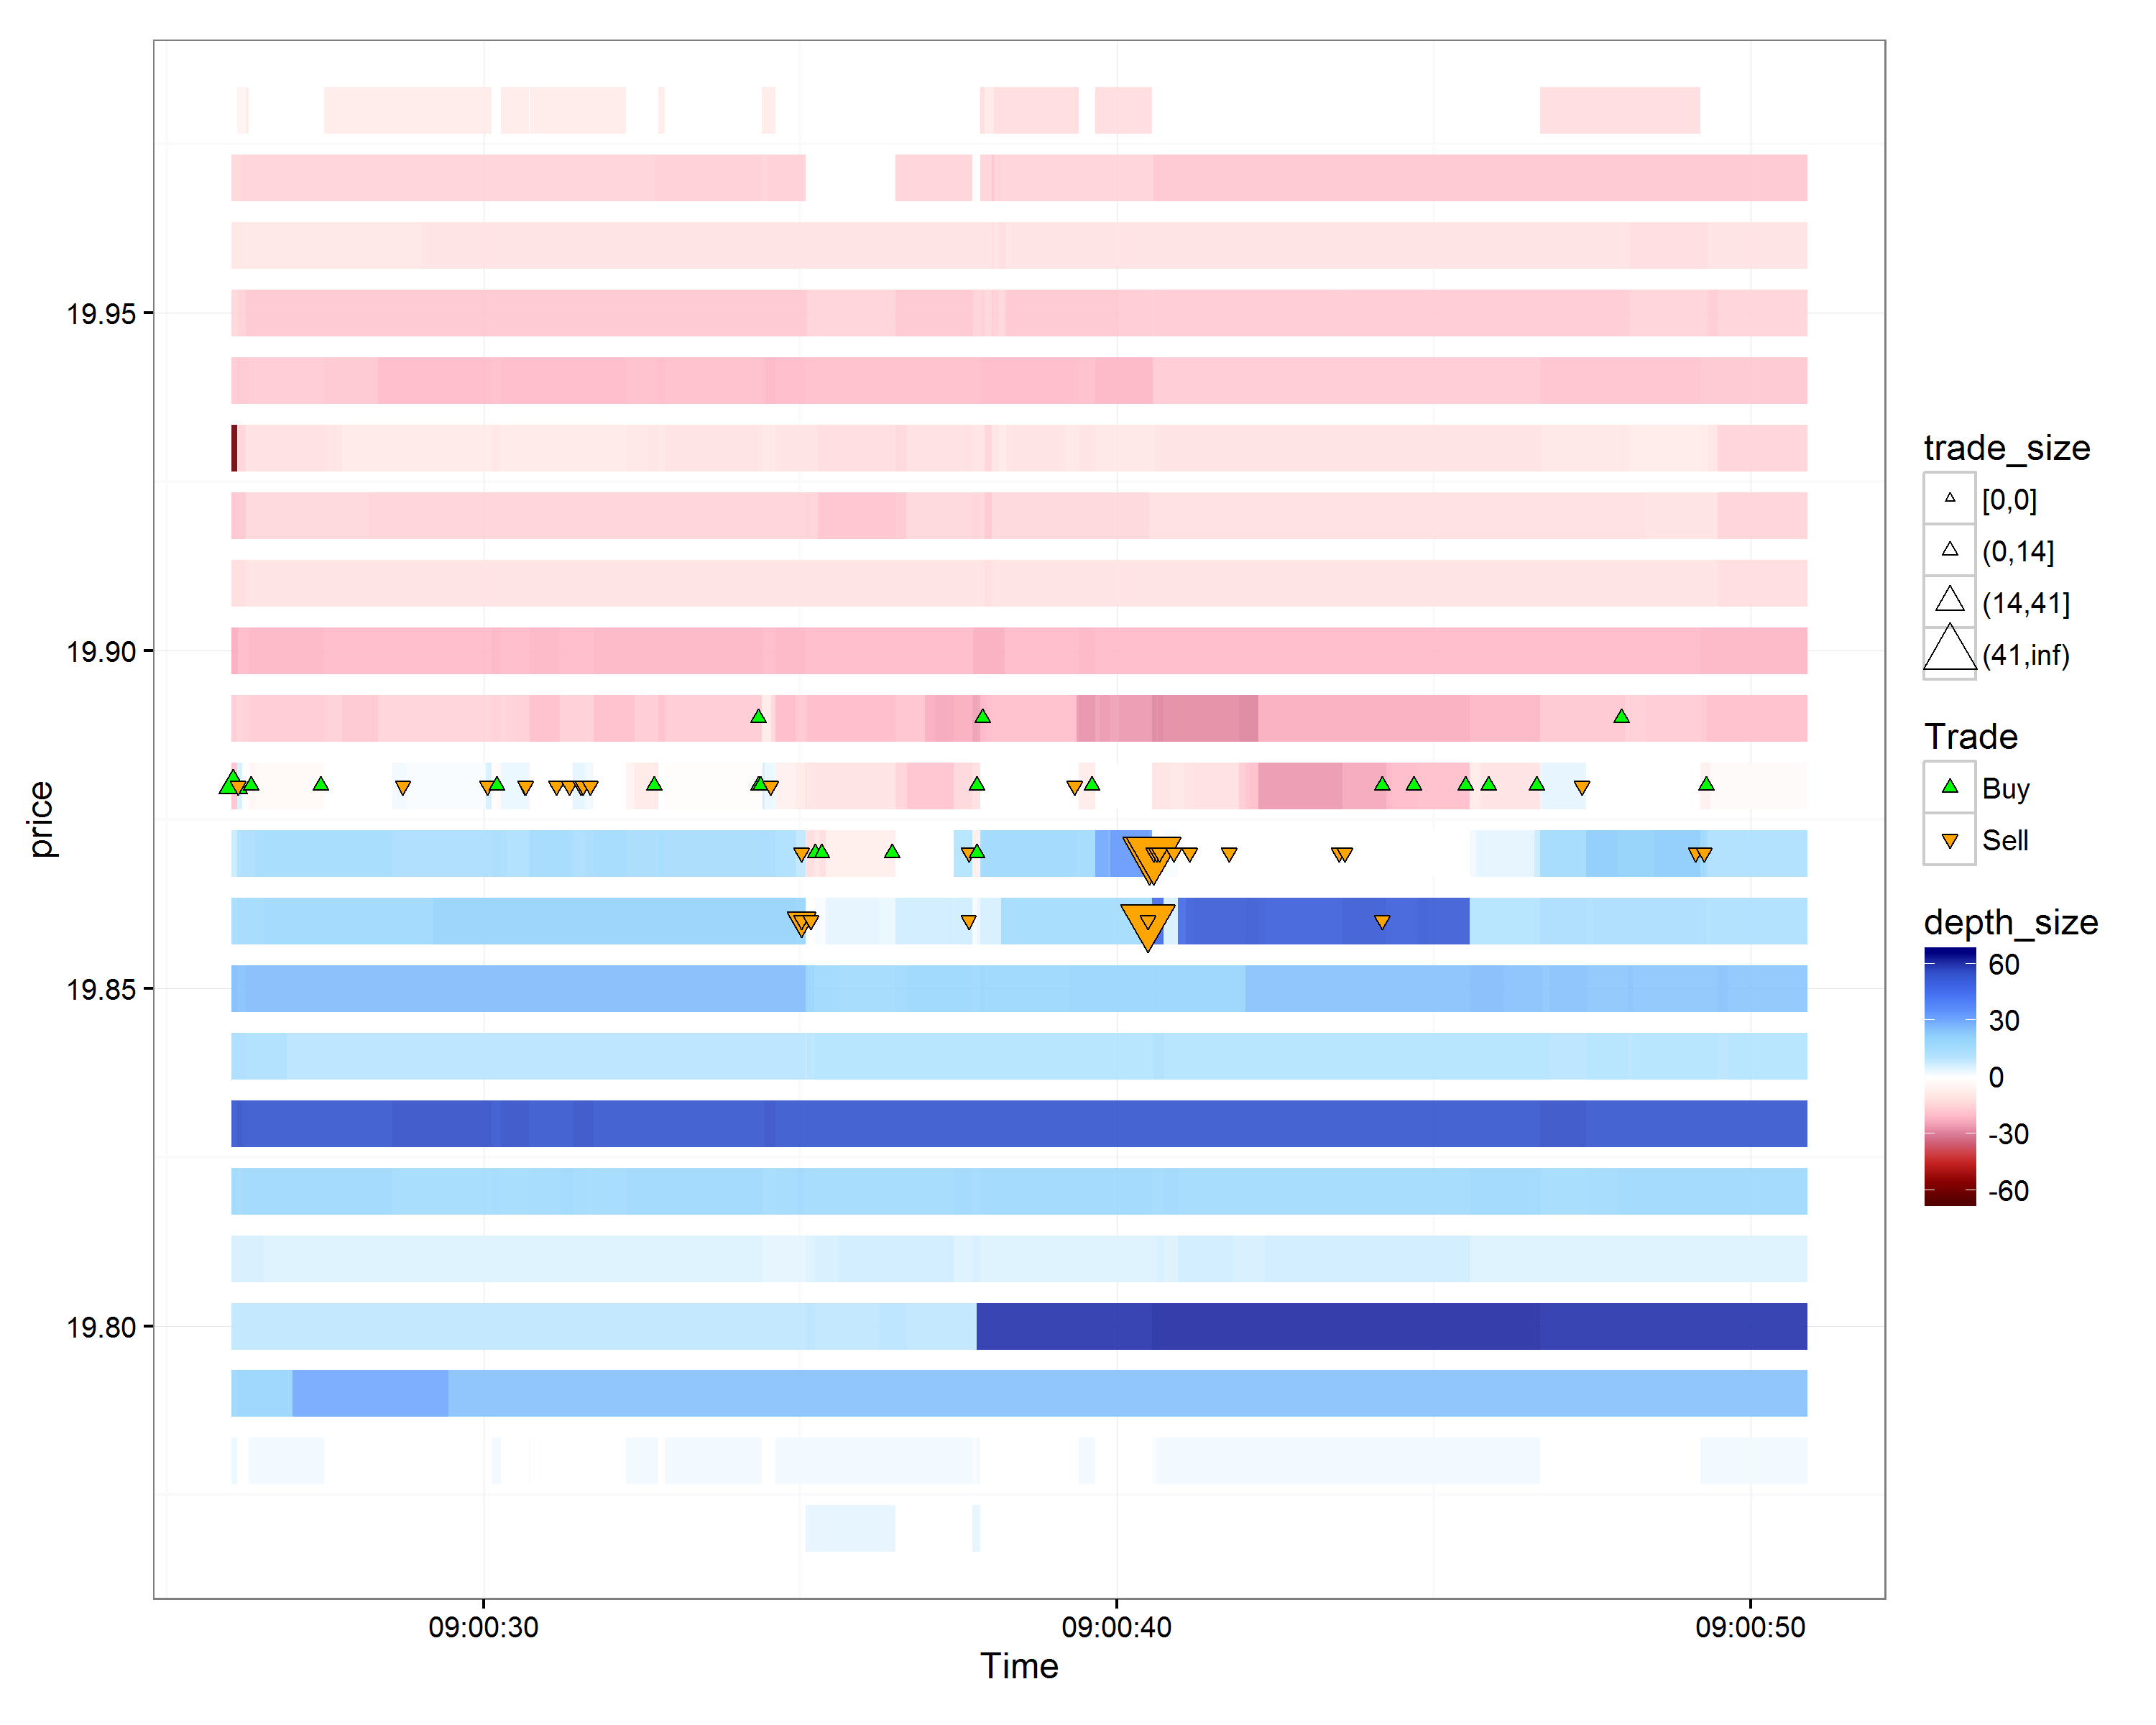 19.95
19.90
19.85
19.80
price
09:00:30
09:00:40
09:00:50
Time
trade_size
[0,0]
(0,14]
(14,41]
(41,inf)
Trade
Buy
Sell
depth_size
60
30
0
-30
-60